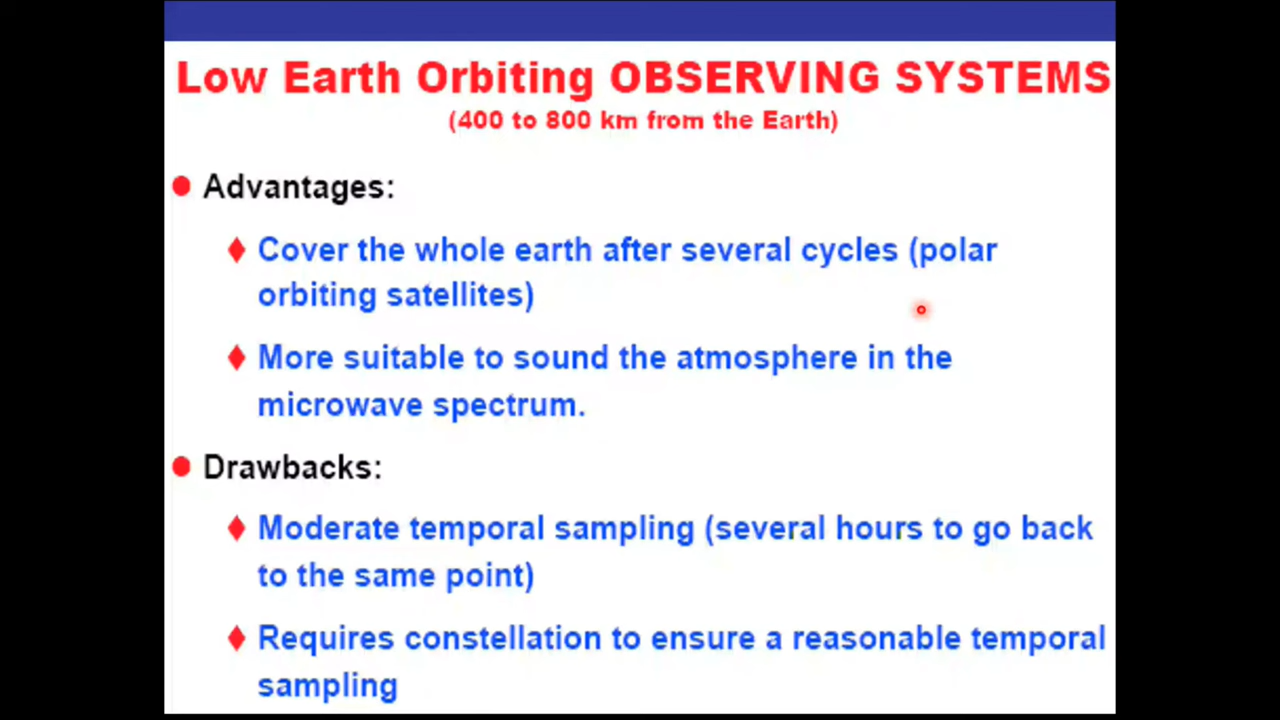 Low Earth Orbiting OBSERVING SYSTEMS
(400 to 800 km from the Earth)
Advantages:
Cover the whole earth after several cycles (polar
orbiting satellites)
More suitable to sound the atmosphere in the
microwave spectrum.
Drawbacks:
Moderate temporal sampling (several hours to go back
to the same point)
Requires constellation to ensure a reasonable temporal
sampling